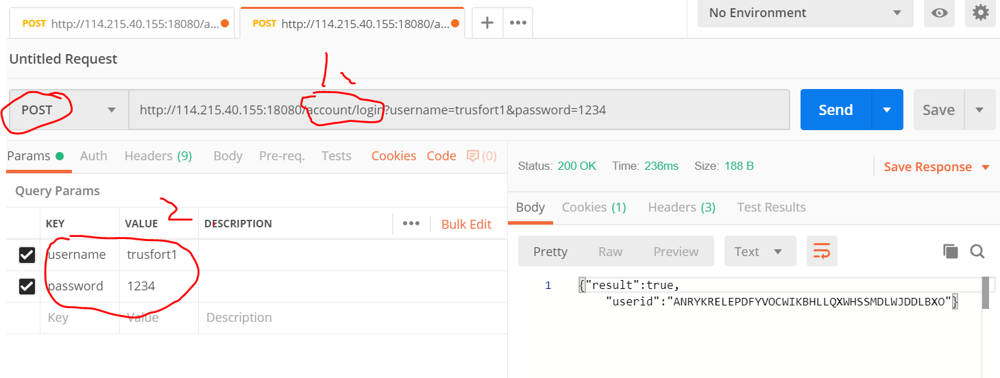 POST http://114.215.40.155:18080/a... POST http://114.215.40.155:18080/a... + ••• No Environment
Untitled Request
1
POST http://114.215.40.155:18080/account/login?username=trusfort1&password=1234 Send Save
Params Auth Headers (9) Body Pre-req. Tests Cookies Code (0)
Status: 200 OK Time: 236ms Size: 188 B Save Response
Query Params
2
KEY VALUE DESCRIPTION ••• Bulk Edit
username trusfort1
password 1234
Key Value Description
Body Cookies (1) Headers (3) Test Results
Pretty Raw Preview Text
1 {"result":true,
"userid":"ANRYKRELEPDFYVOCWIKBHLLQXWHSSMDLWJDDLBXO"}